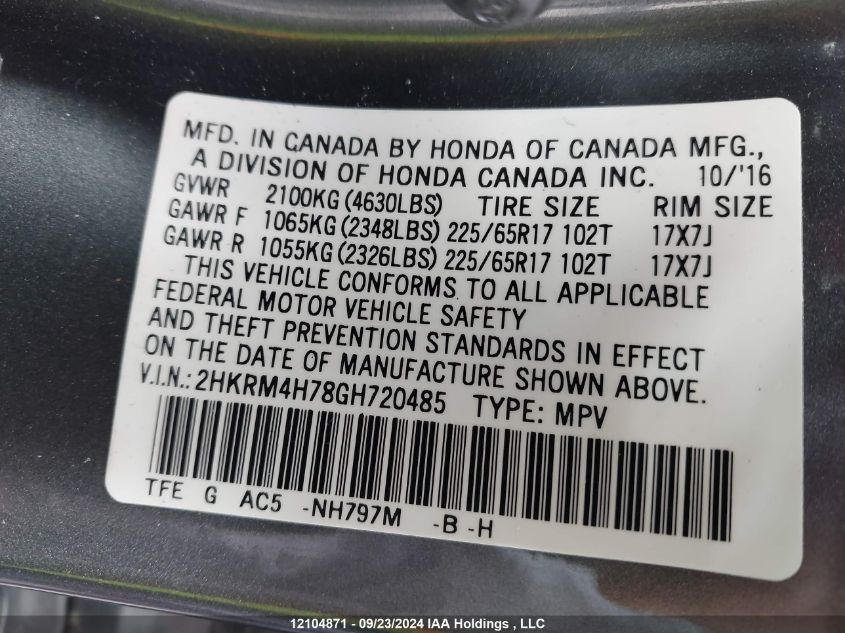 MFD. IN CANADA BY HONDA OF CANADA MFG.,
A DIVISION OF HONDA CANADA INC. 10/'16
GVWR 2100KG (4630LBS) TIRE SIZE RIM SIZE
GAWR F 1065KG (2348LBS) 225/65R17 102T 17X7J
GAWR R 1055KG (2326LBS) 225/65R17 102T 17X7J
THIS VEHICLE CONFORMS TO ALL APPLICABLE
FEDERAL MOTOR VEHICLE SAFETY
AND THEFT PREVENTION STANDARDS IN EFFECT
ON THE DATE OF MANUFACTURE SHOWN ABOVE.
V.I.N.: 2HKRM4H78GH720485 TYPE: MPV
TFE G AC5 -NH797M -B -H
12104871 - 09/23/2024 IAA Holdings , LLC